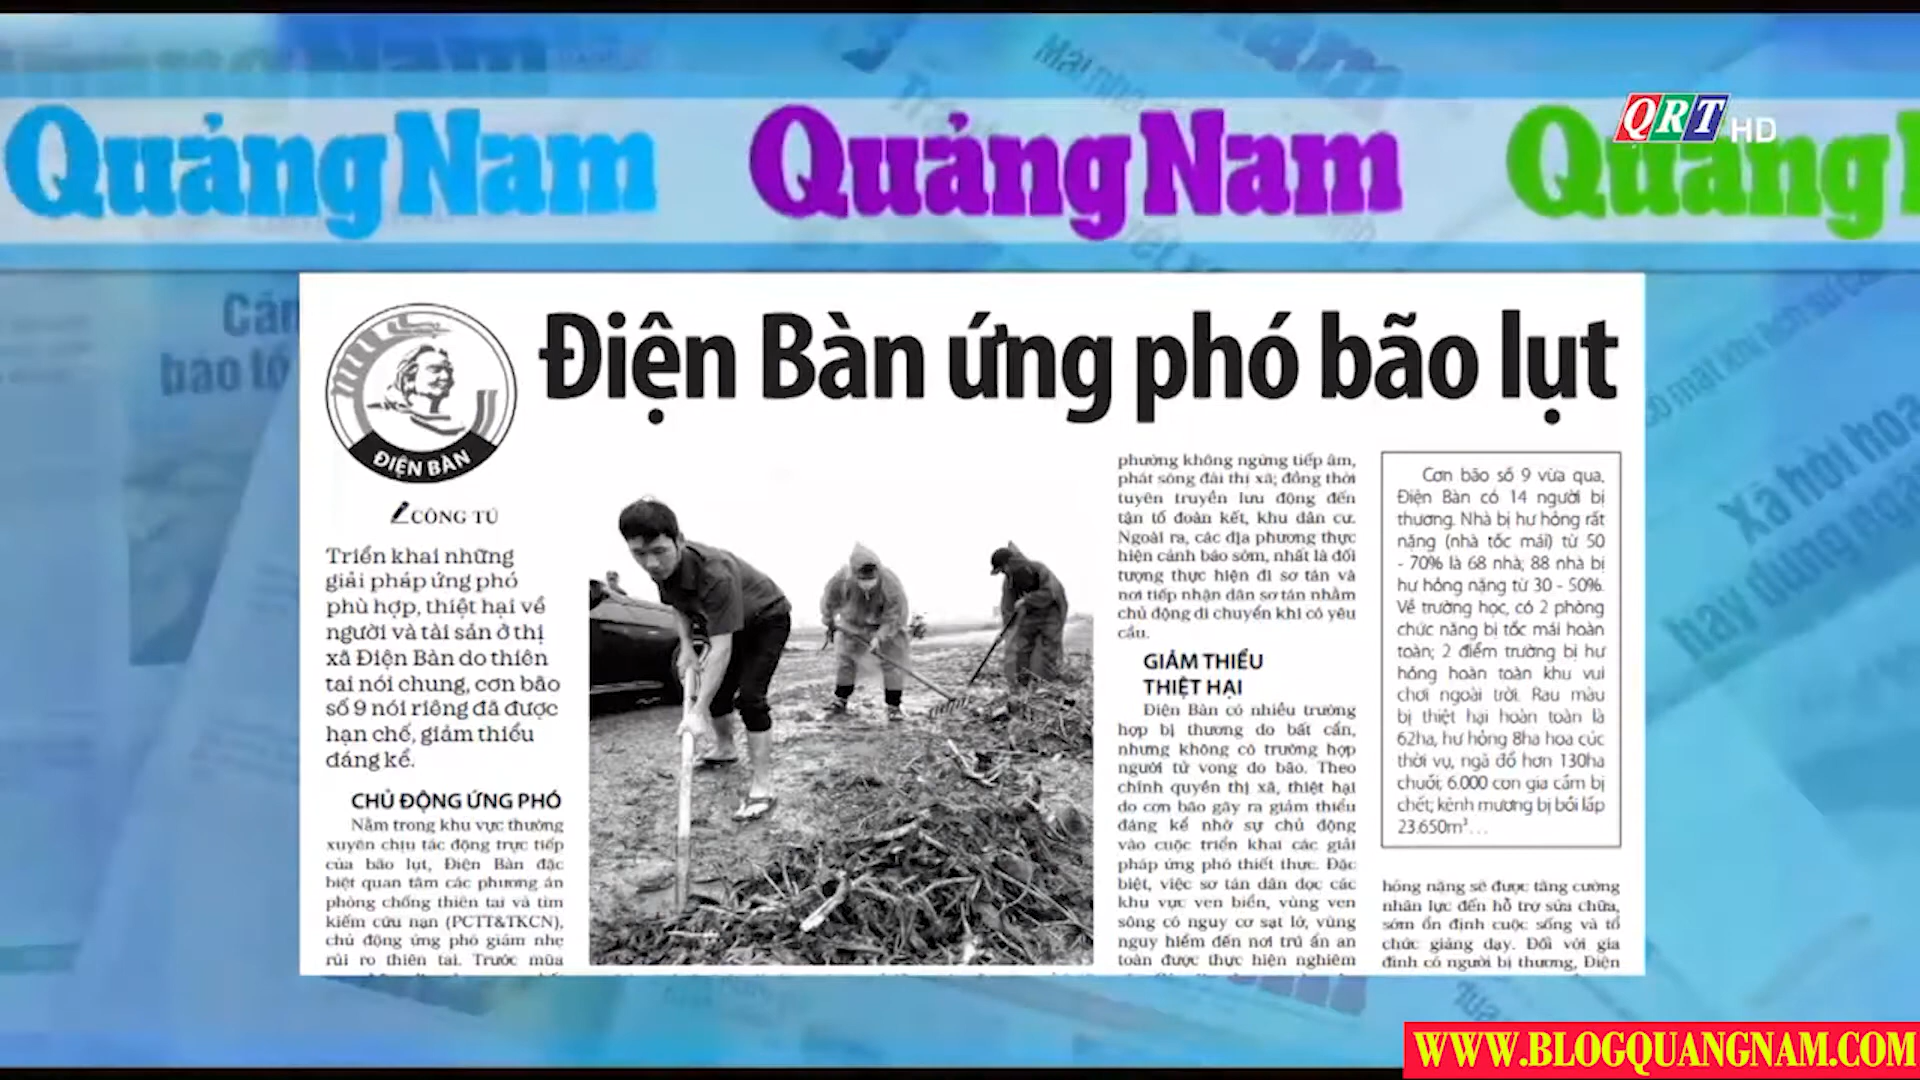 Quảng Nam
Quảng Nam
Quảng N
QRT HD
Điện Bàn ứng phó bão lụt
ĐIỆN BÀN
CÔNG TÚ
Triển khai những
giải pháp ứng phó
phù hợp, thiệt hại về
người và tài sản ở thị
xã Điện Bàn do thiên
tai nói chung, cơn bão
số 9 nói riêng đã được
hạn chế, giảm thiểu
đáng kể.
CHỦ ĐỘNG ỨNG PHÓ
Nằm trong khu vực thường
xuyên chịu tác động trực tiếp
của bão lụt, Điện Bàn đặc
biệt quan tâm các phương án
phòng chống thiên tai và tìm
kiếm cứu nạn (PCTT&TKCN),
chủ động ứng phó giảm nhẹ
rủi ro thiên tai. Trước mùa
phường không ngừng tiếp âm,
phát sóng đài thị xã; đồng thời
tuyên truyền lưu động đến
tận tổ đoàn kết, khu dân cư.
Ngoài ra, các địa phương thực
hiện cảnh báo sớm, nhất là đối
tượng thực hiện đi sơ tán và
nơi tiếp nhận dân sơ tán nhằm
chủ động di chuyển khi có yêu
cầu.
GIẢM THIỂU
THIỆT HẠI
Điện Bàn có nhiều trường
hợp bị thương do bất cẩn,
nhưng không có trường hợp
người tử vong do bão. Theo
chính quyền thị xã, thiệt hại
do cơn bão gây ra giảm thiểu
đáng kể nhờ sự chủ động
vào cuộc triển khai các giải
pháp ứng phó thiết thực. Đặc
biệt, việc sơ tán dân dọc các
khu vực ven biển, vùng ven
sông có nguy cơ sạt lở, vùng
nguy hiểm đến nơi trú ẩn an
toàn được thực hiện nghiêm
Cơn bão số 9 vừa qua,
Điện Bàn có 14 người bị
thương. Nhà bị hư hỏng rất
nặng (nhà tốc mái) từ 50
- 70% là 68 nhà; 88 nhà bị
hư hỏng nặng từ 30 - 50%.
Về trường học, có 2 phòng
chức năng bị tốc mái hoàn
toàn; 2 điểm trường bị hư
hỏng hoàn toàn khu vui
chơi ngoài trời. Rau màu
bị thiệt hại hoàn toàn là
62ha, hư hỏng 8ha hoa cúc
thời vụ, ngã đổ hơn 130ha
chuối; 6.000 con gia cầm bị
chết; kênh mương bị bồi lấp
23.650m³...
hỏng nặng sẽ được tăng cường
nhân lực đến hỗ trợ sửa chữa,
sớm ổn định cuộc sống và tổ
chức giảng dạy. Đối với gia
đình có người bị thương, Điện
WWW.BLOGQUANGNAM.COM